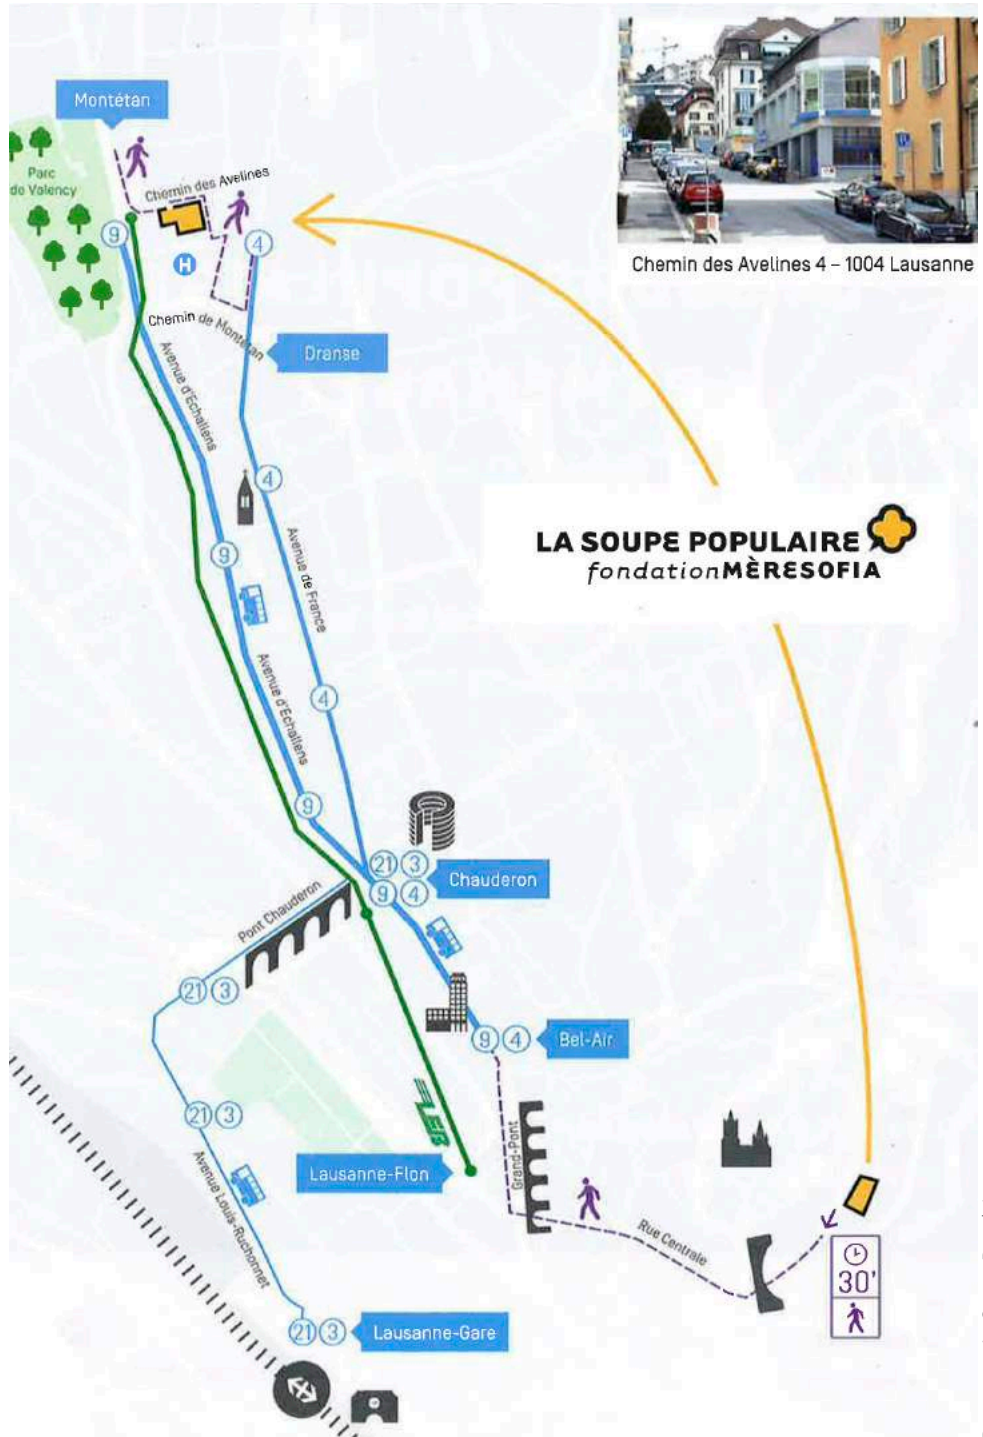 Montétan
Parc
de Valency
Chemin des Avelines
9
4
H
Chemin des Avelines 4 – 1004 Lausanne
Chemin de Montétan
Dranse
Avenue d'Echallens
4
9
Avenue de France
LA SOUPE POPULAIRE
fondationMÈRESOFIA
Avenue d'Echallens
4
9
21 3
9 4
Chauderon
Pont Chauderon
21 3
9 4
Bel-Air
LEB
21 3
Grand-Pont
Lausanne-Flon
Avenue Louis-Ruchonnet
Rue Centrale
30'
21 3
Lausanne-Gare